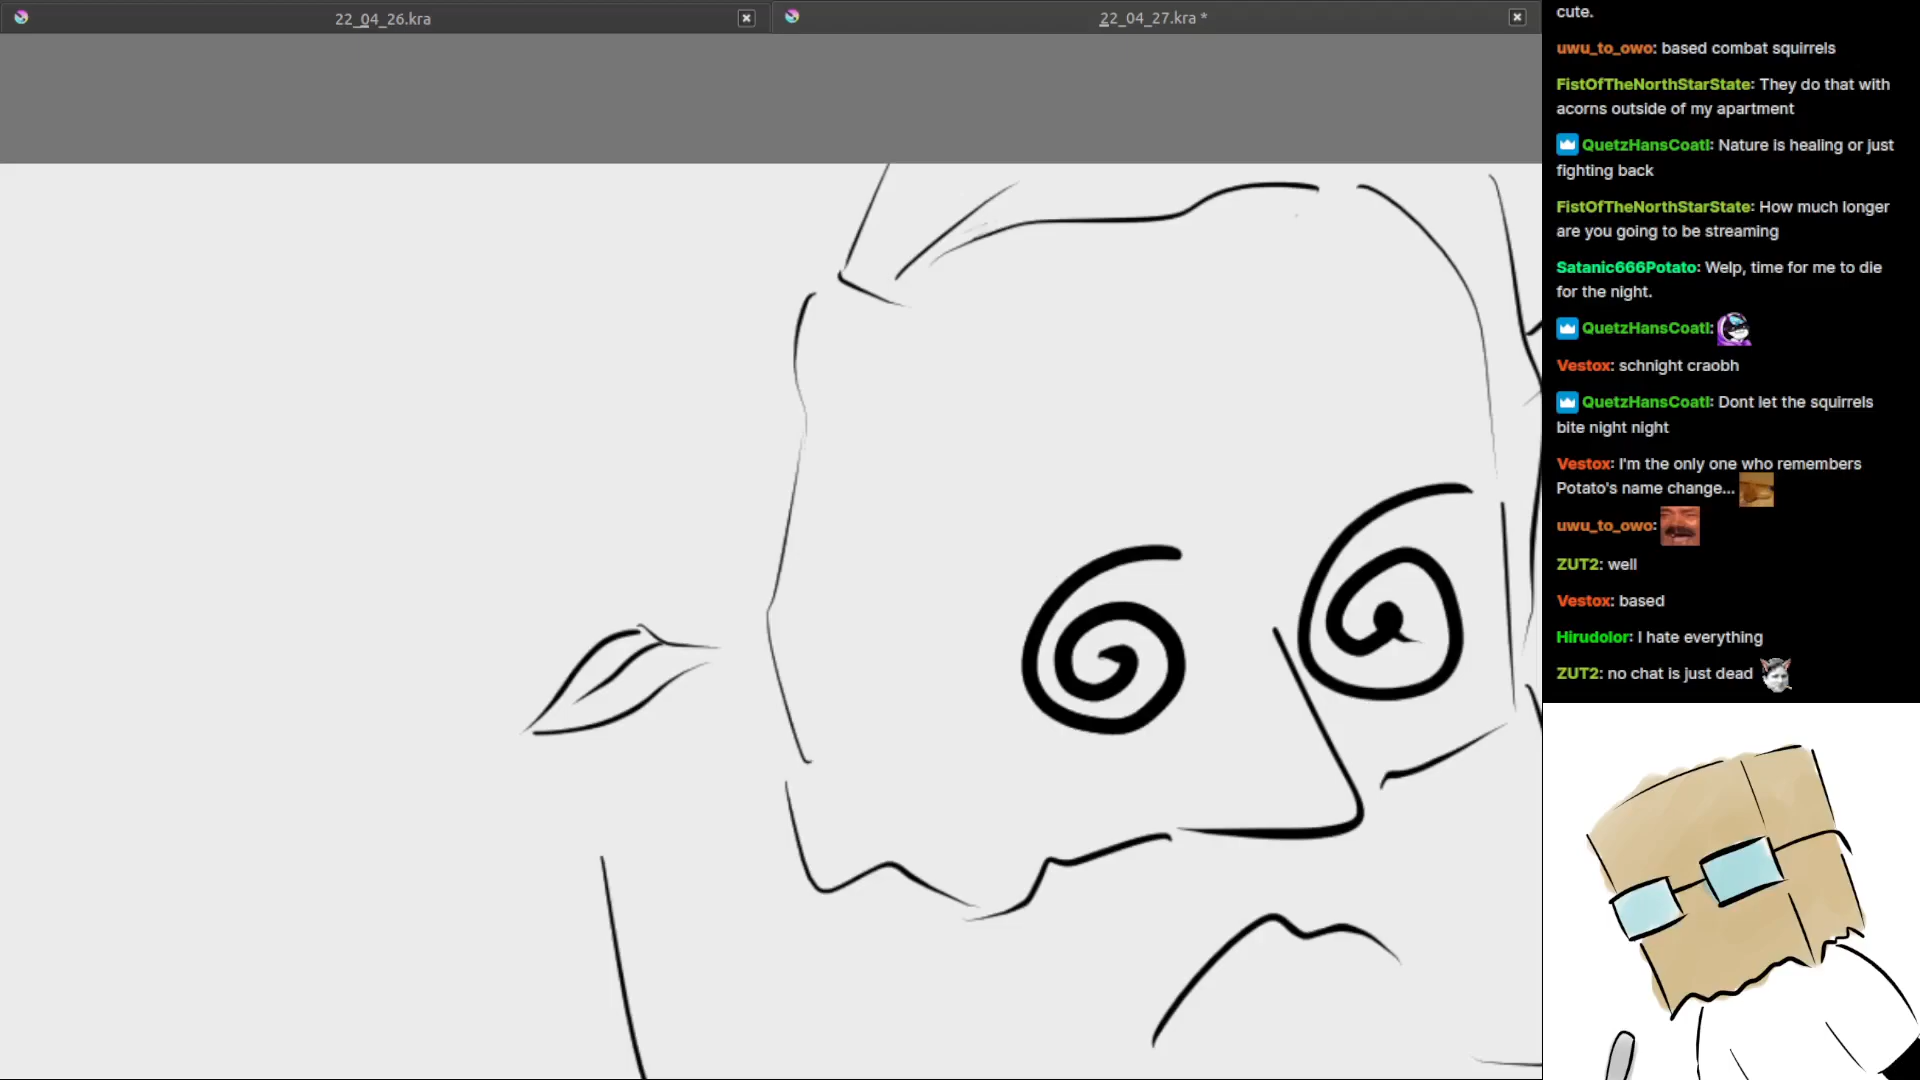 22_04_26.kra
22_04_27.kra *
cute.
uwu_to_owo: based combat squirrels
FistOfTheNorthStarState: They do that with
acorns outside of my apartment
QuetzHansCoatl: Nature is healing or just
fighting back
FistOfTheNorthStarState: How much longer
are you going to be streaming
Satanic666Potato: Welp, time for me to die
for the night.
QuetzHansCoatl:
Vestox: schnight craobh
QuetzHansCoatl: Dont let the squirrels
bite night night
Vestox: I'm the only one who remembers
Potato's name change...
uwu_to_owo:
ZUT2: well
Vestox: based
Hirudolor: I hate everything
ZUT2: no chat is just dead